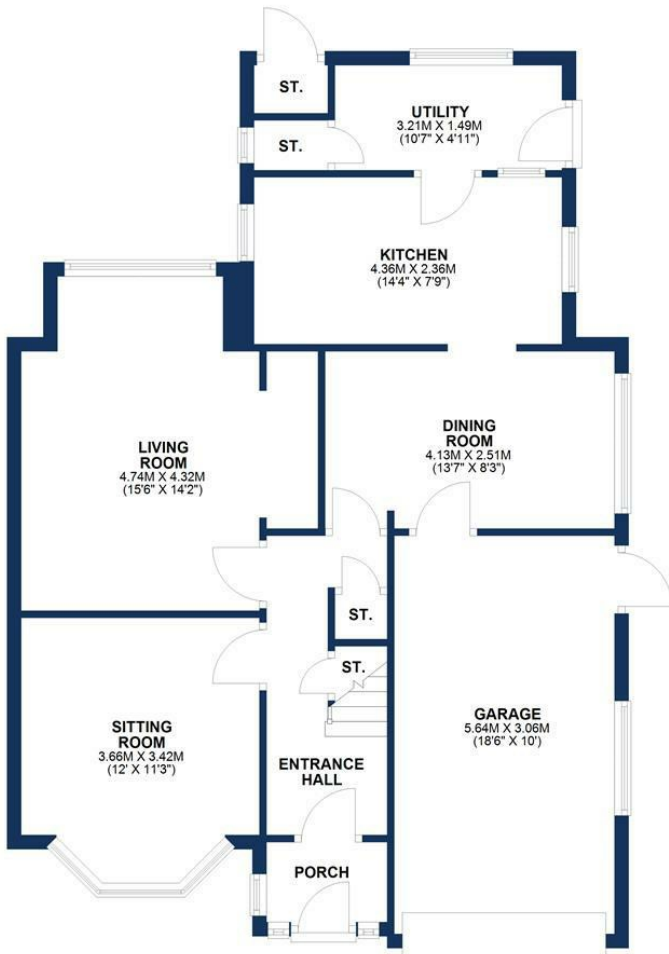 ST.
UTILITY
3.21M X 1.49M
(10'7" X 4'11")
ST.
KITCHEN
4.36M X 2.36M
(14'4" X 7'9")
LIVING
ROOM
4.74M X 4.32M
(15'6" X 14'2")
DINING
ROOM
4.13M X 2.51M
(13'7" X 8'3")
ST.
ST.
SITTING
ROOM
3.66M X 3.42M
(12' X 11'3")
GARAGE
5.64M X 3.06M
(18'6" X 10')
ENTRANCE
HALL
PORCH